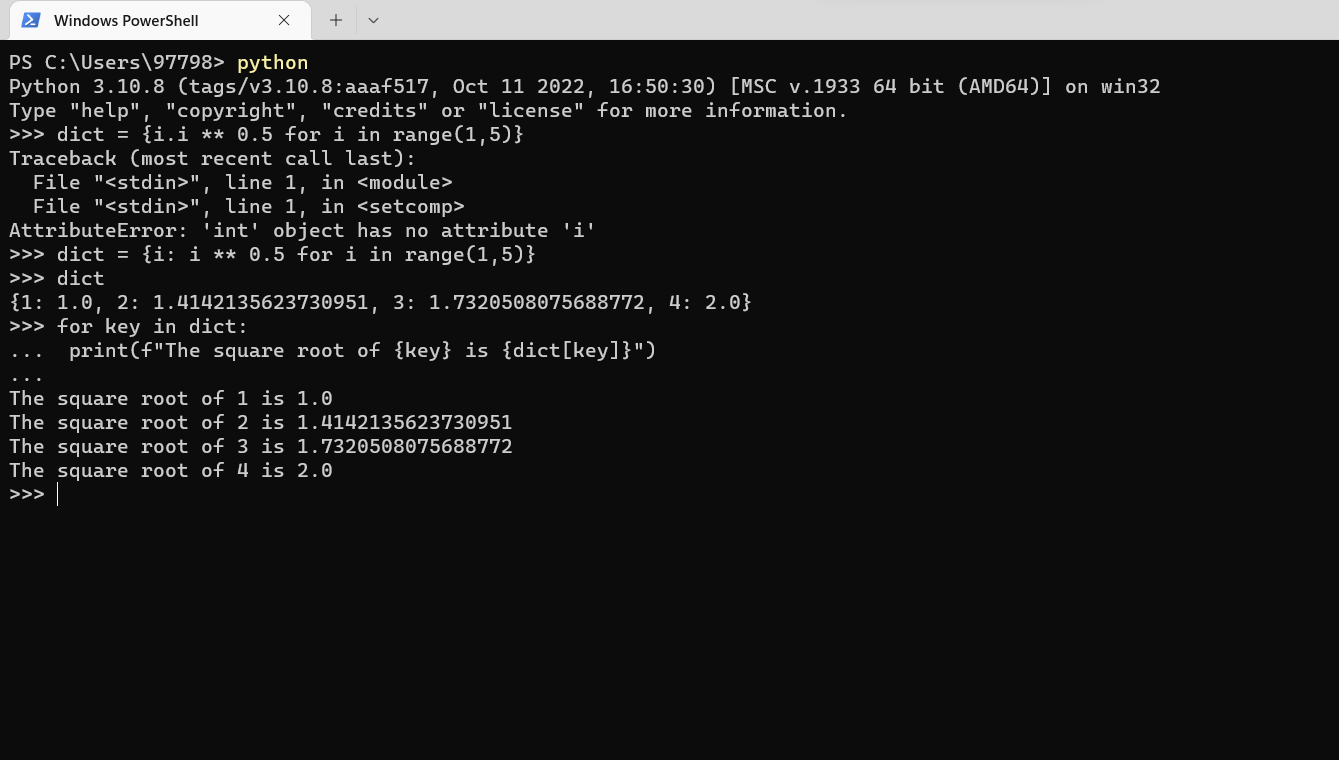 Windows PowerShell
PS C:\Users\97798> python
Python 3.10.8 (tags/v3.10.8:aaaf517, Oct 11 2022, 16:50:30) [MSC v.1933 64 bit (AMD64)] on win32
Type "help", "copyright", "credits" or "license" for more information.
>>> dict = {i.i ** 0.5 for i in range(1,5)}
Traceback (most recent call last):
  File "<stdin>", line 1, in <module>
  File "<stdin>", line 1, in <setcomp>
AttributeError: 'int' object has no attribute 'i'
>>> dict = {i: i ** 0.5 for i in range(1,5)}
>>> dict
{1: 1.0, 2: 1.4142135623730951, 3: 1.7320508075688772, 4: 2.0}
>>> for key in dict:
...  print(f"The square root of {key} is {dict[key]}")
...
The square root of 1 is 1.0
The square root of 2 is 1.4142135623730951
The square root of 3 is 1.7320508075688772
The square root of 4 is 2.0
>>>